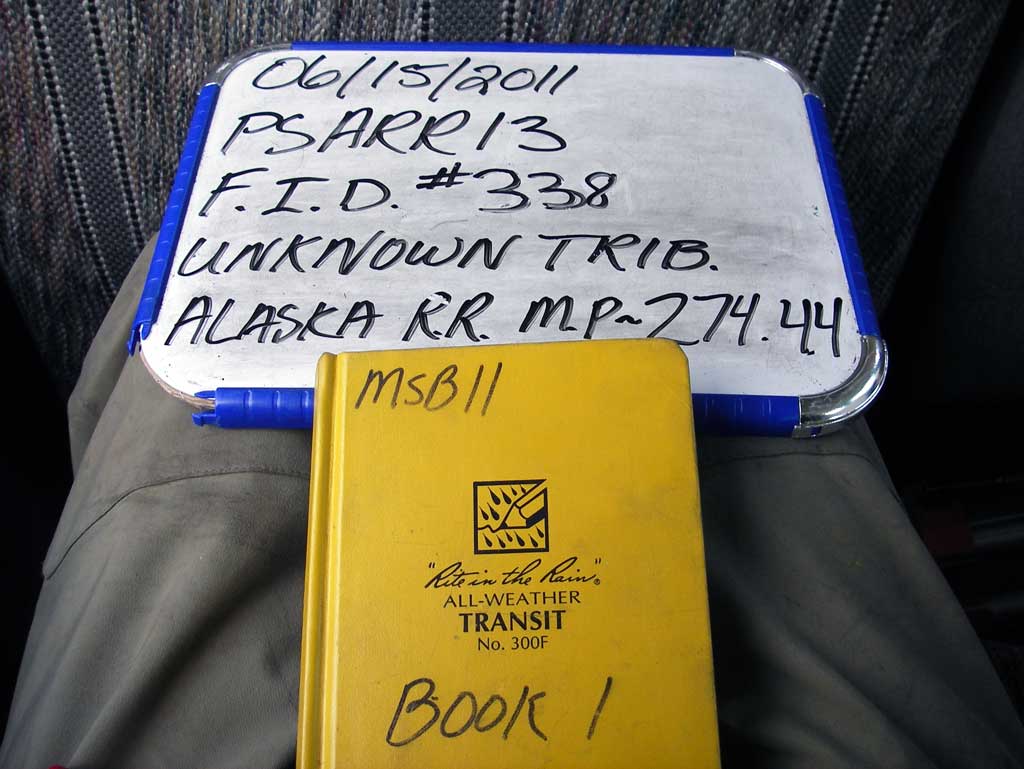 06/15/2011
PSARR13
F.I.D. #338
UNKNOWN TRIB.
ALASKA R.R. M.P.~274.44
MSB11
"Rite in the Rain"®
ALL-WEATHER
TRANSIT
No. 300F
BOOK 1